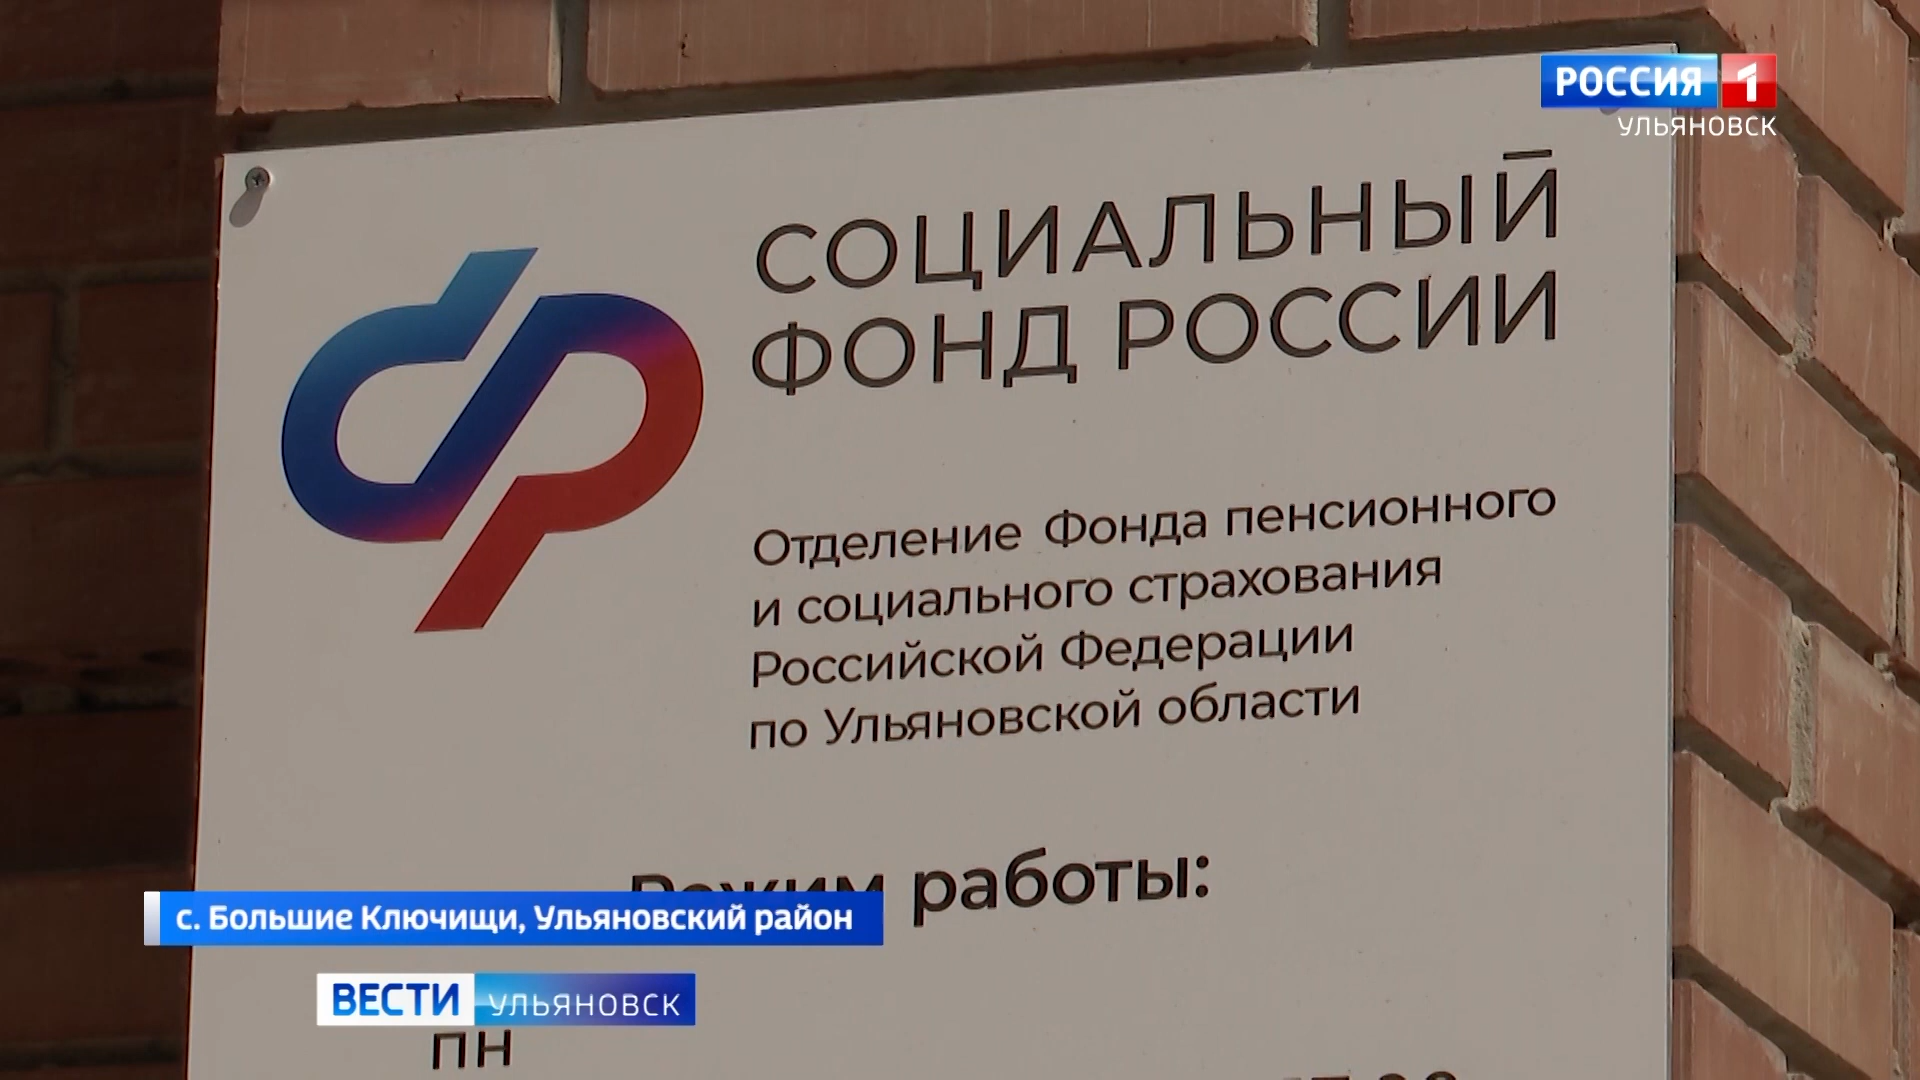 РОССИЯ 1
УЛЬЯНОВСК
СОЦИАЛЬНЫЙ
ФОНД РОССИИ
Отделение Фонда пенсионного
и социального страхования
Российской Федерации
по Ульяновской области
Режим работы:
с. Большие Ключищи, Ульяновский район
ВЕСТИ УЛЬЯНОВСК
ПН